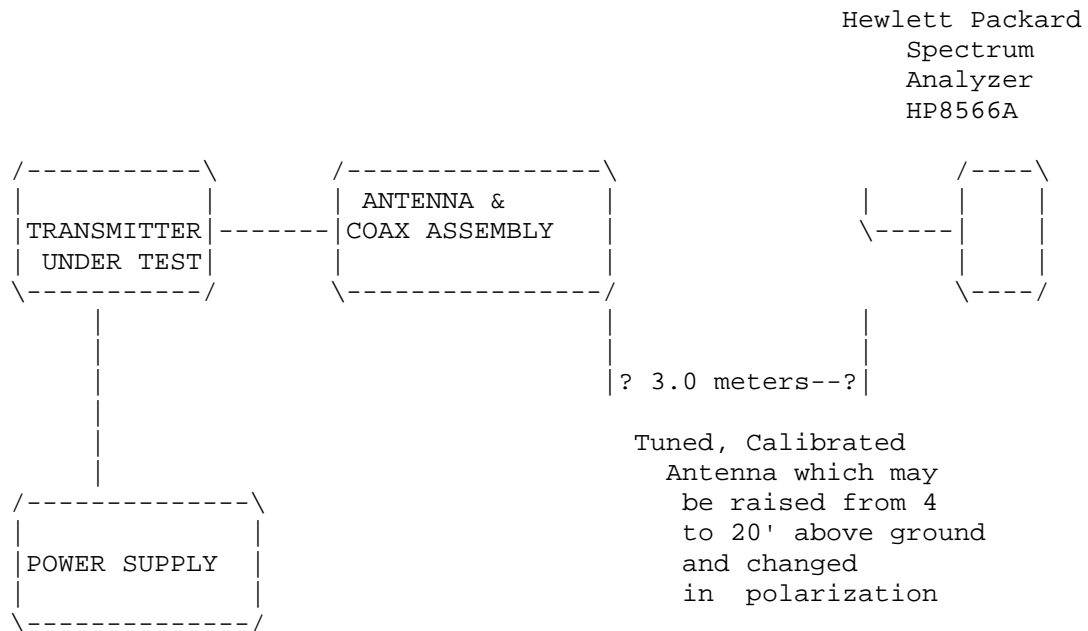 Hewlett Packard
Spectrum
Analyzer
HP8566A
TRANSMITTER
UNDER TEST
ANTENNA &
COAX ASSEMBLY
? 3.0 meters--?
Tuned, Calibrated
Antenna which may
be raised from 4
to 20' above ground
and changed
in polarization
POWER SUPPLY